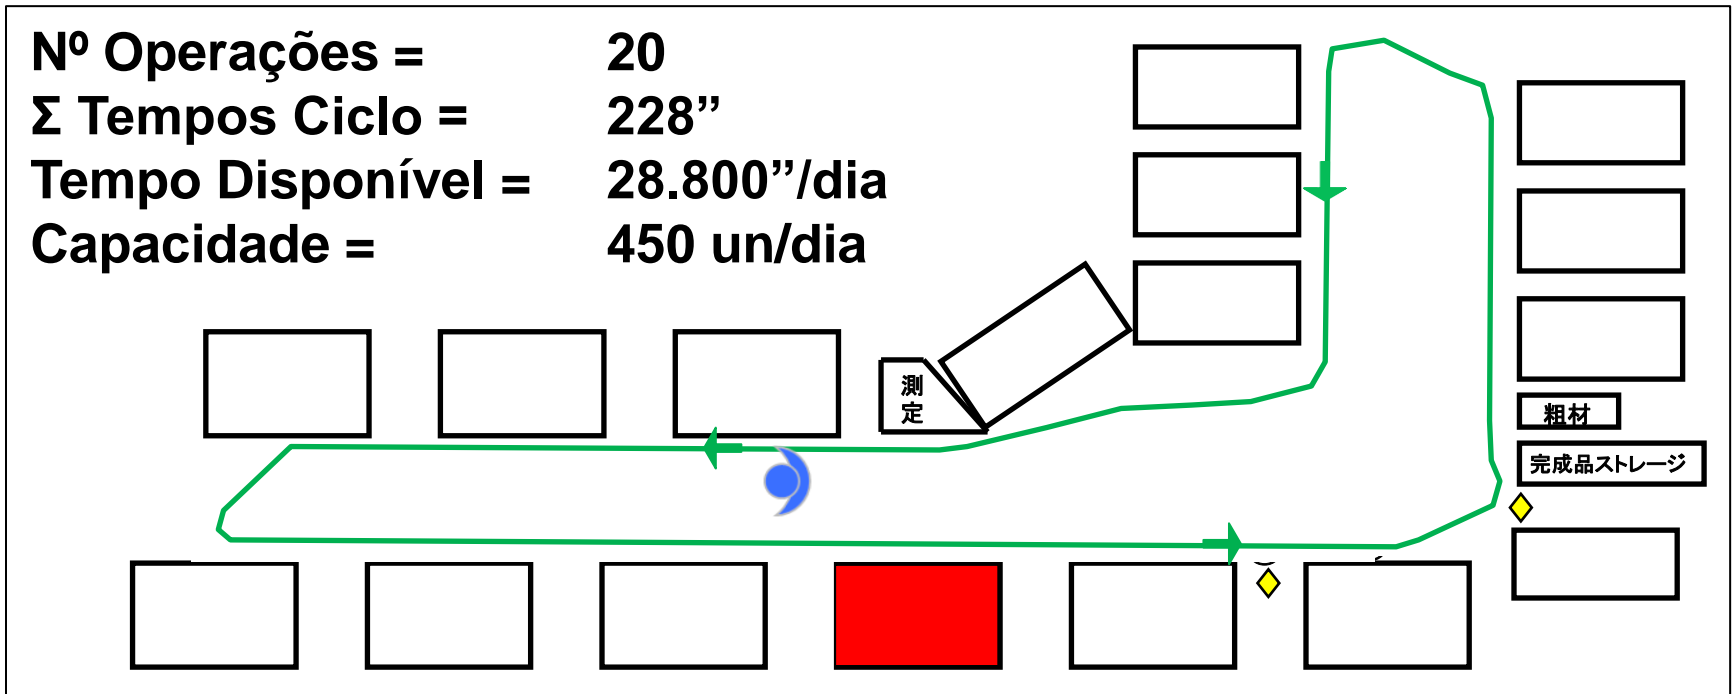 Nº Operações = 20
Σ Tempos Ciclo = 228”
Tempo Disponível = 28.800”/dia
Capacidade = 450 un/dia
測
定
粗材
完成品ストレージ